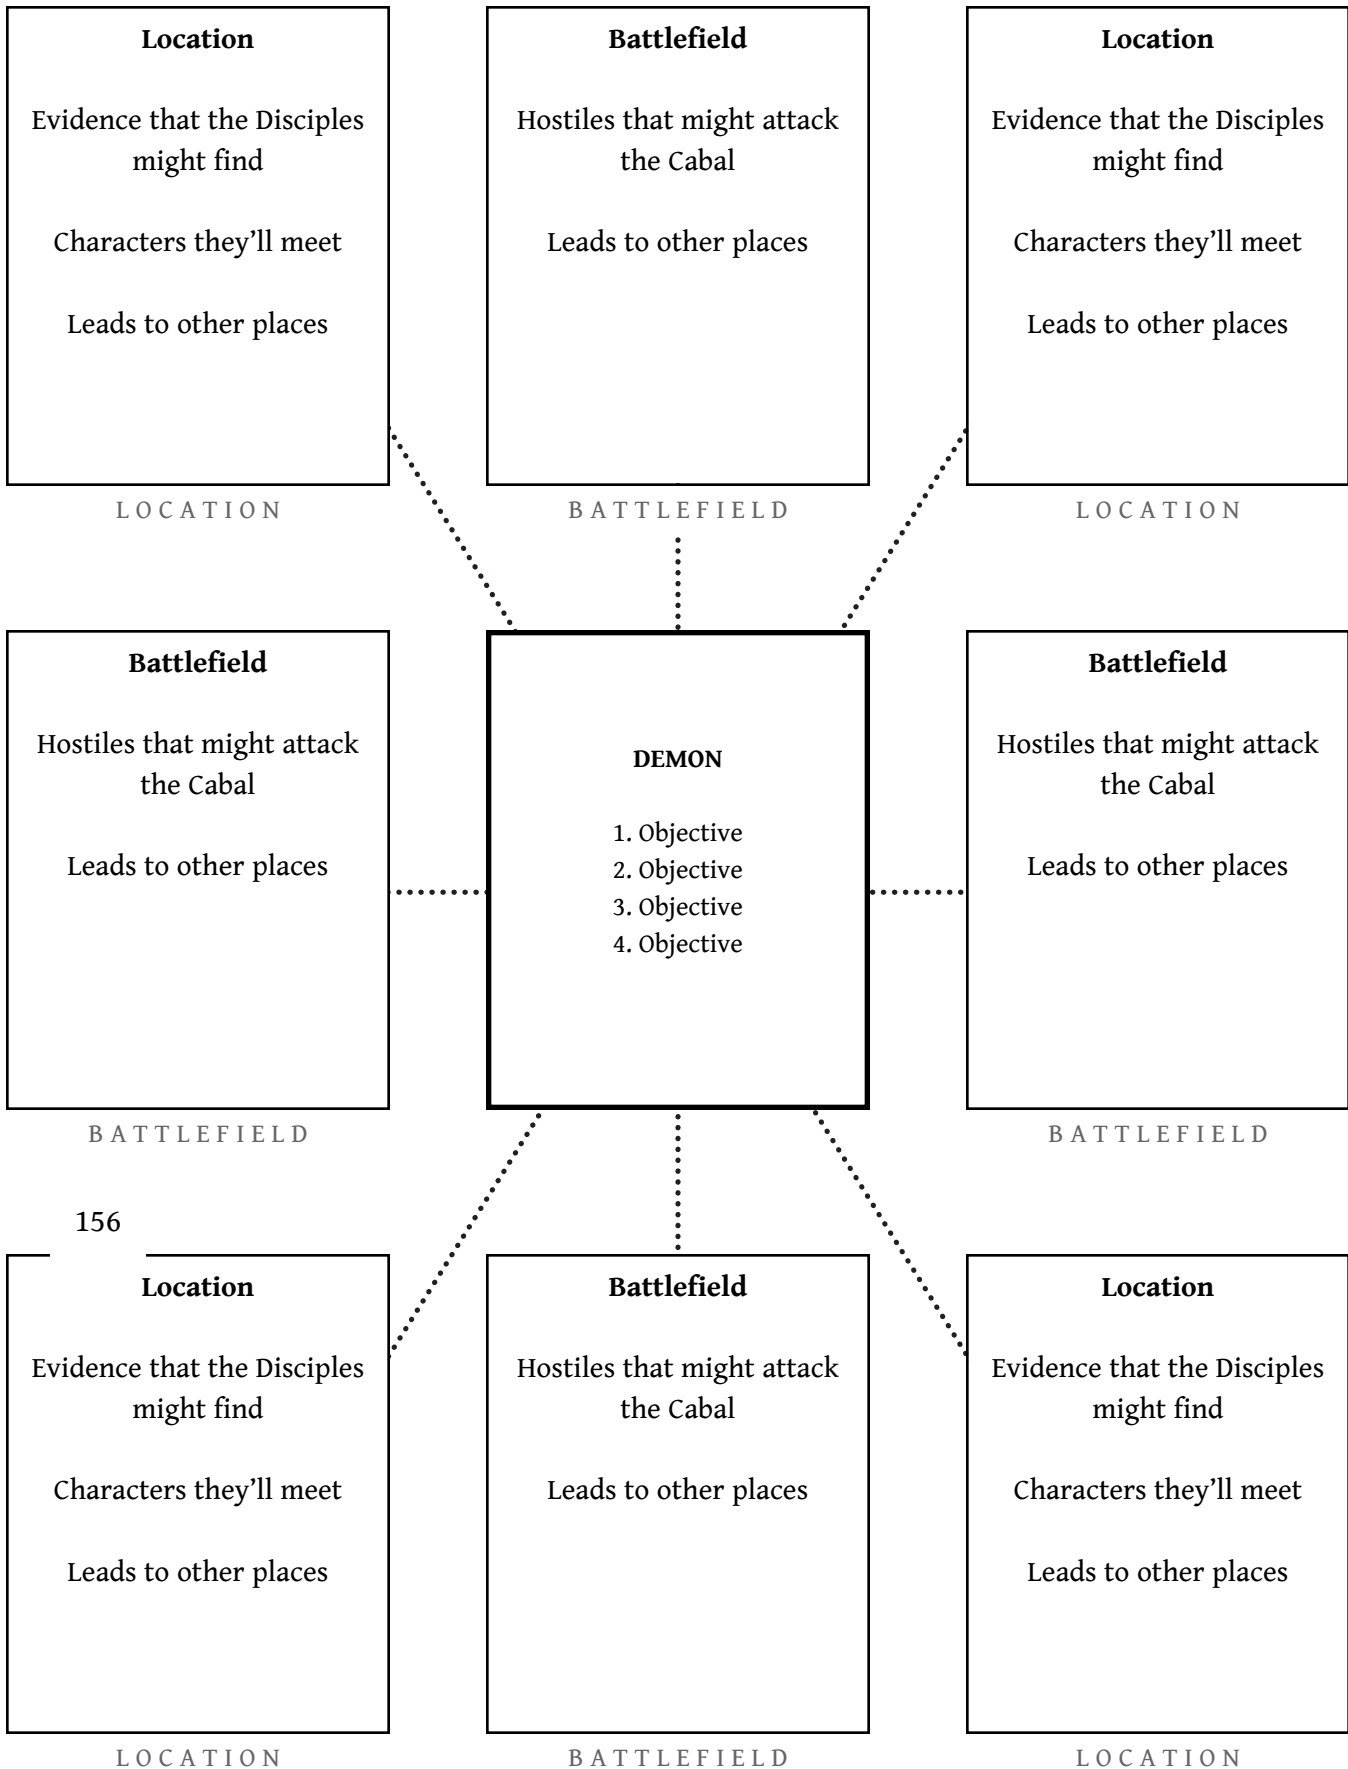 Location
Evidence that the Disciples
might find
Characters they’ll meet
Leads to other places
LOCATION
Battlefield
Hostiles that might attack
the Cabal
Leads to other places
BATTLEFIELD
Location
Evidence that the Disciples
might find
Characters they’ll meet
Leads to other places
LOCATION
Battlefield
Hostiles that might attack
the Cabal
Leads to other places
BATTLEFIELD
DEMON
1. Objective
2. Objective
3. Objective
4. Objective
Battlefield
Hostiles that might attack
the Cabal
Leads to other places
BATTLEFIELD
156
Location
Evidence that the Disciples
might find
Characters they’ll meet
Leads to other places
LOCATION
Battlefield
Hostiles that might attack
the Cabal
Leads to other places
BATTLEFIELD
Location
Evidence that the Disciples
might find
Characters they’ll meet
Leads to other places
LOCATION